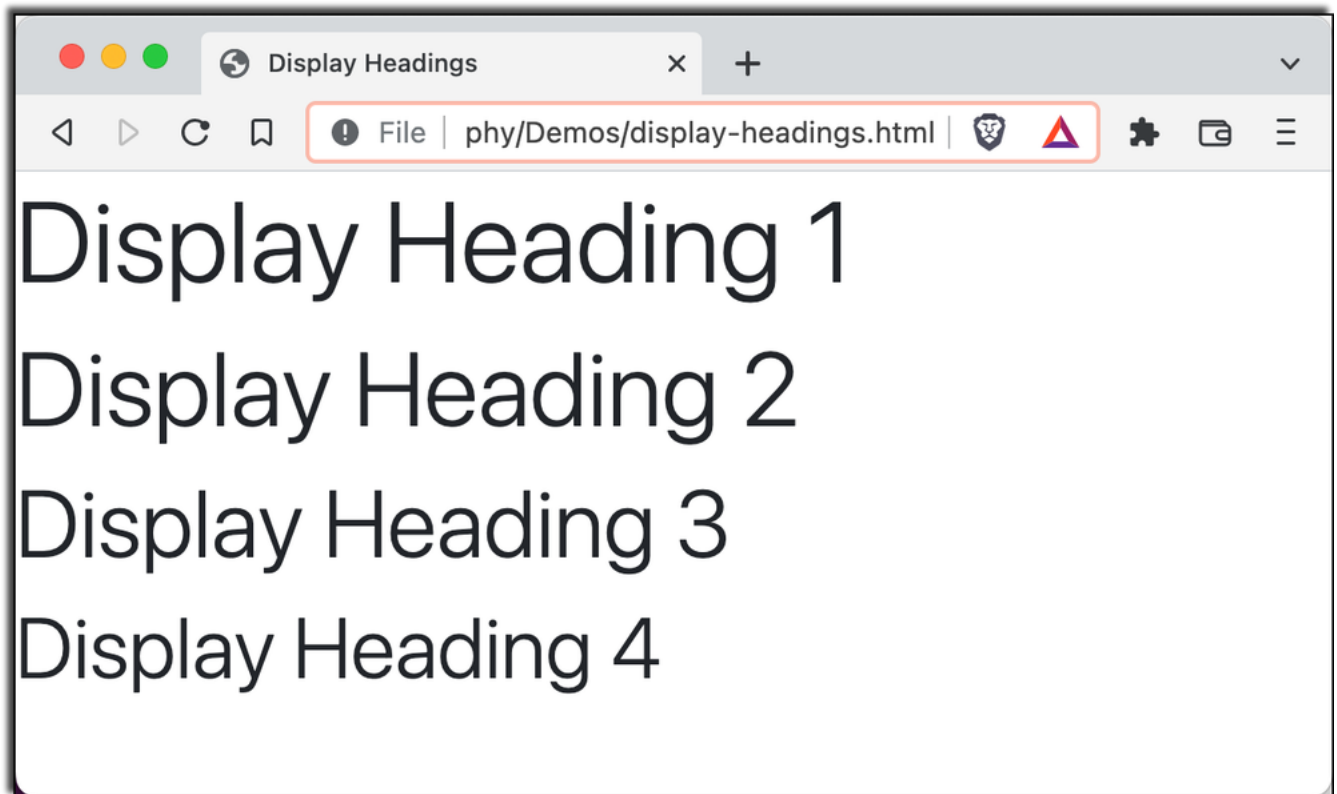 Display Headings
File phy/Demos/display-headings.html
Display Heading 1
Display Heading 2
Display Heading 3
Display Heading 4